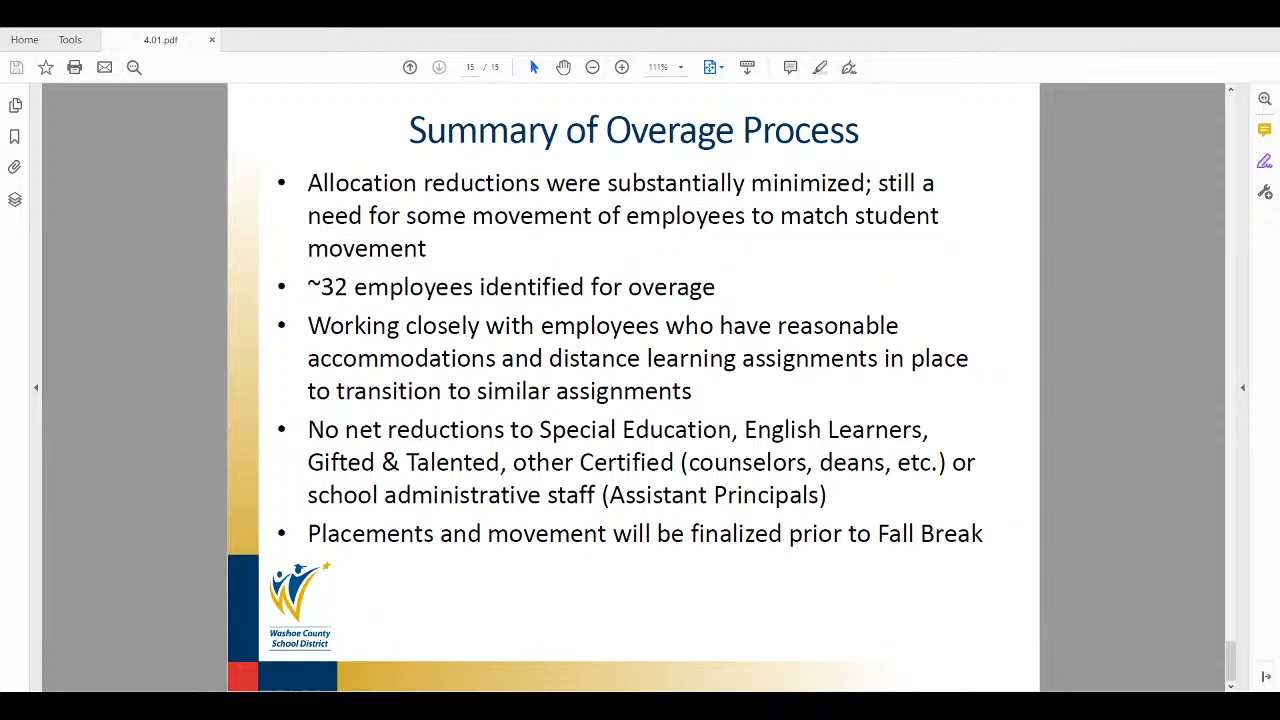 Home
Tools
4.01.pdf
×
15 / 15
111%
Summary of Overage Process
• Allocation reductions were substantially minimized; still a
need for some movement of employees to match student
movement
• ~32 employees identified for overage
• Working closely with employees who have reasonable
accommodations and distance learning assignments in place
to transition to similar assignments
• No net reductions to Special Education, English Learners,
Gifted & Talented, other Certified (counselors, deans, etc.) or
school administrative staff (Assistant Principals)
• Placements and movement will be finalized prior to Fall Break
Washoe County
School District